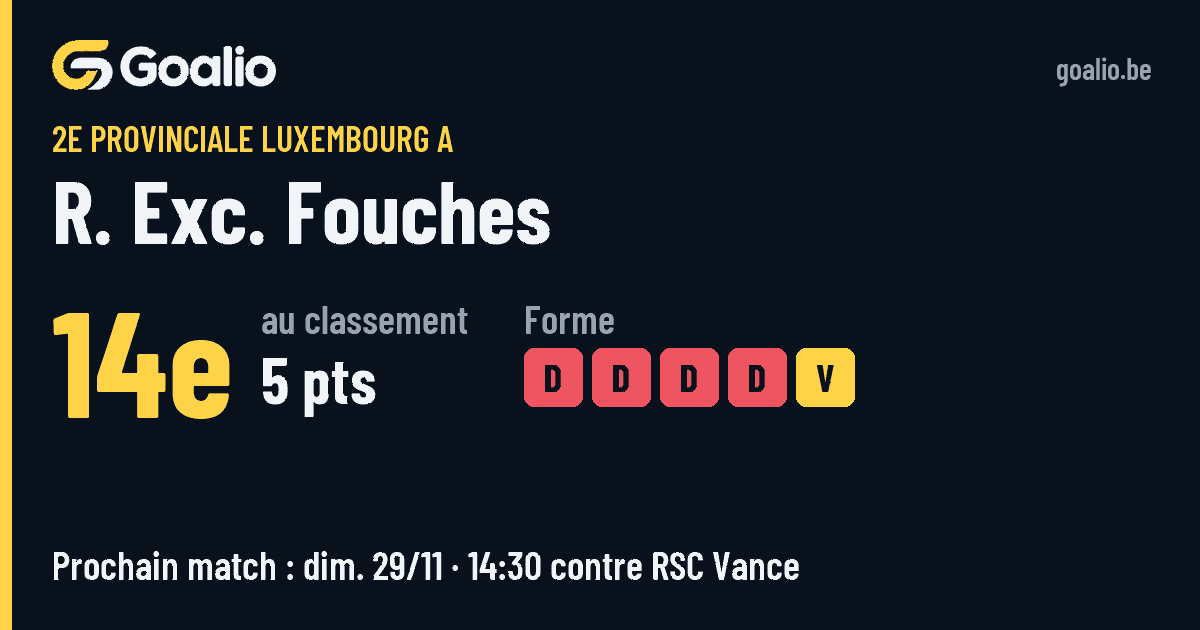 Goalio
goalio.be
2E PROVINCIALE LUXEMBOURG A
R. Exc. Fouches
14e
au classement
5 pts
Forme
D D D D V
Prochain match : dim. 29/11 · 14:30 contre RSC Vance